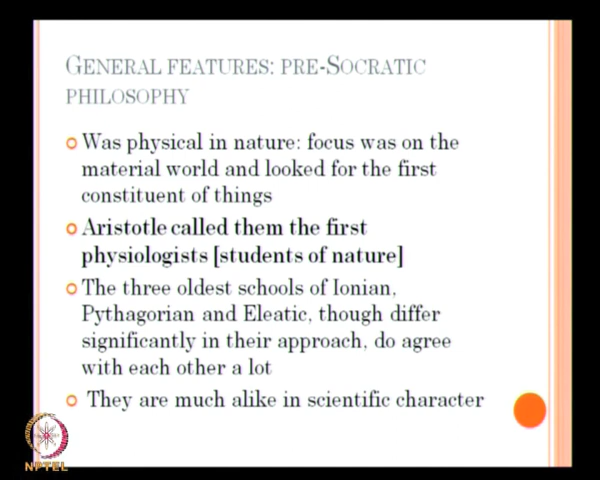 GENERAL FEATURES: PRE-SOCRATIC
PHILOSOPHY
Was physical in nature: focus was on the
material world and looked for the first
constituent of things
Aristotle called them the first
physiologists [students of nature]
The three oldest schools of Ionian,
Pythagorian and Eleatic, though differ
significantly in their approach, do agree
with each other a lot
They are much alike in scientific character
NPTEL